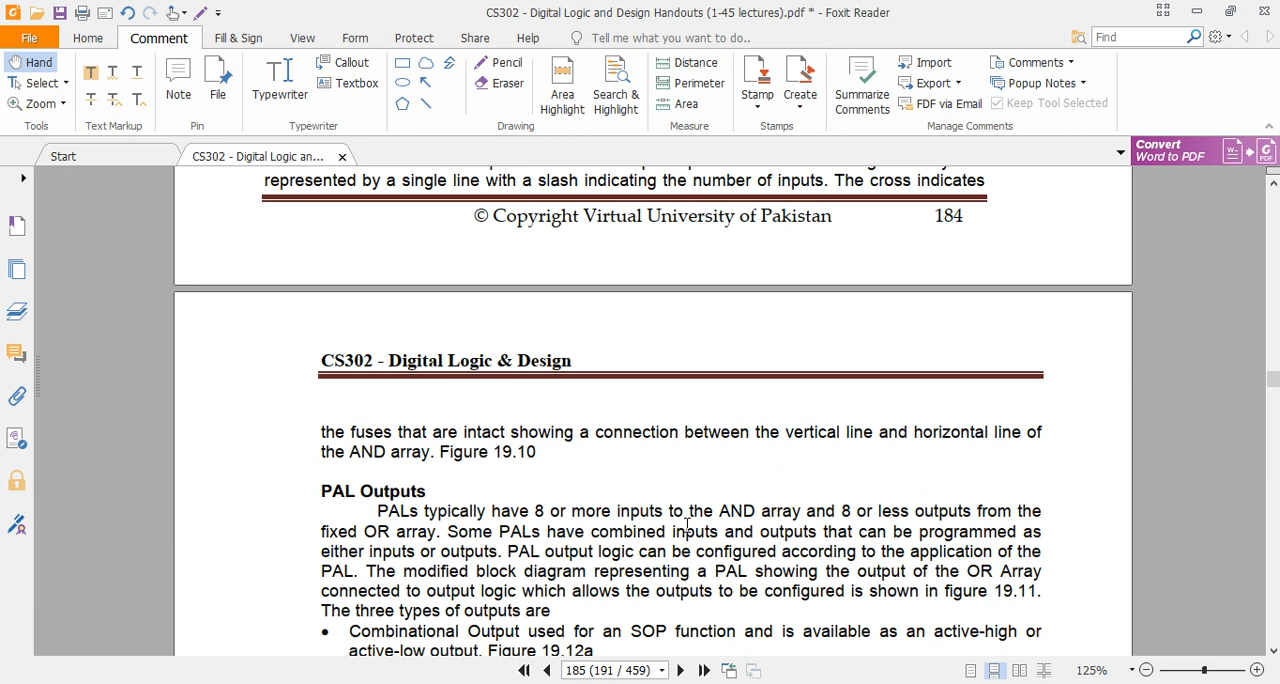 CS302 - Digital Logic and Design Handouts (1-45 lectures).pdf * - Foxit Reader
File Home Comment Fill & Sign View Form Protect Share Help Tell me what you want to do.. Find
Hand
Select
Zoom
Tools
Text Markup
Note
File
Pin
Typewriter
Callout
Textbox
Typewriter
Pencil
Eraser
Area Highlight
Search & Highlight
Drawing
Distance
Perimeter
Area
Measure
Stamp
Create
Stamps
Summarize Comments
Import
Export
FDF via Email
Comments
Popup Notes
Keep Tool Selected
Manage Comments
Start
CS302 - Digital Logic an...
Convert
Word to PDF
represented by a single line with a slash indicating the number of inputs. The cross indicates
© Copyright Virtual University of Pakistan 184
CS302 - Digital Logic & Design
the fuses that are intact showing a connection between the vertical line and horizontal line of
the AND array. Figure 19.10
PAL Outputs
PALs typically have 8 or more inputs to the AND array and 8 or less outputs from the
fixed OR array. Some PALs have combined inputs and outputs that can be programmed as
either inputs or outputs. PAL output logic can be configured according to the application of the
PAL. The modified block diagram representing a PAL showing the output of the OR Array
connected to output logic which allows the outputs to be configured is shown in figure 19.11.
The three types of outputs are
• Combinational Output used for an SOP function and is available as an active-high or
active-low output. Figure 19.12a
185 (191 / 459)
125%